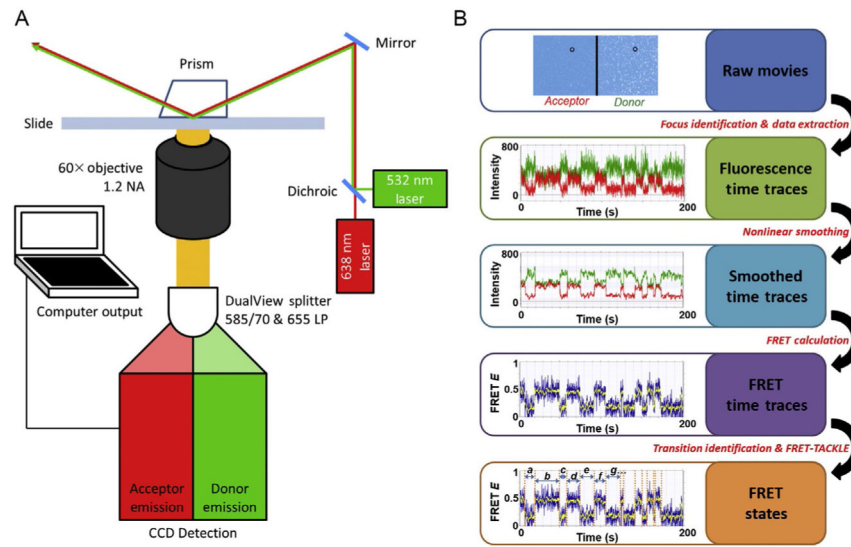 A
Mirror
Prism
Slide
60× objective
1.2 NA
Dichroic
532 nm
laser
638 nm
laser
Computer output
DualView splitter
585/70 & 655 LP
Acceptor
emission
Donor
emission
CCD Detection
B
Acceptor
Donor
Raw movies
Focus identification & data extraction
800
Intensity
0
0
Time (s)
200
Fluorescence
time traces
Nonlinear smoothing
800
Intensity
0
0
Time (s)
200
Smoothed
time traces
FRET calculation
1
FRET E
0.5
0
0
Time (s)
200
FRET
time traces
Transition identification & FRET-TACKLE
a
b
c
d
e
f
g...
1
FRET E
0.5
0
0
Time (s)
200
FRET
states